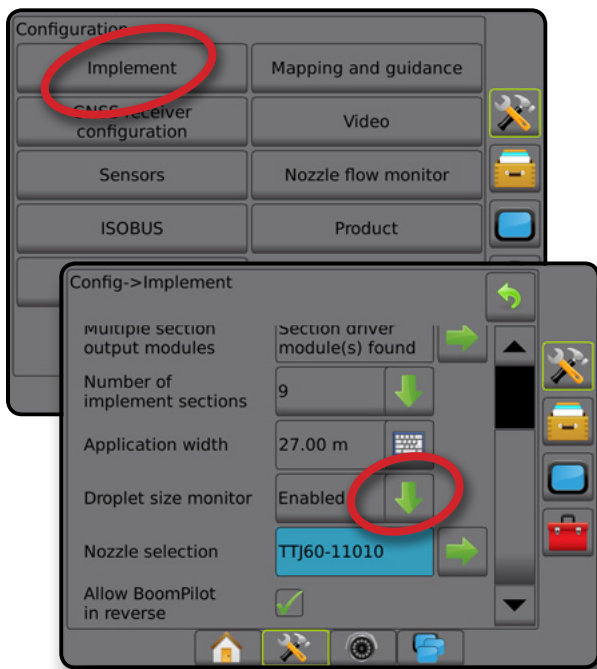 Configuration
Implement
Mapping and guidance
GNSS receiver
configuration
Video
Sensors
Nozzle flow monitor
ISOBUS
Product
Config->Implement
Multiple section
output modules
Section driver
module(s) found
Number of
implement sections
9
Application width
27.00 m
Droplet size monitor
Enabled
Nozzle selection
TTJ60-11010
Allow BoomPilot
in reverse